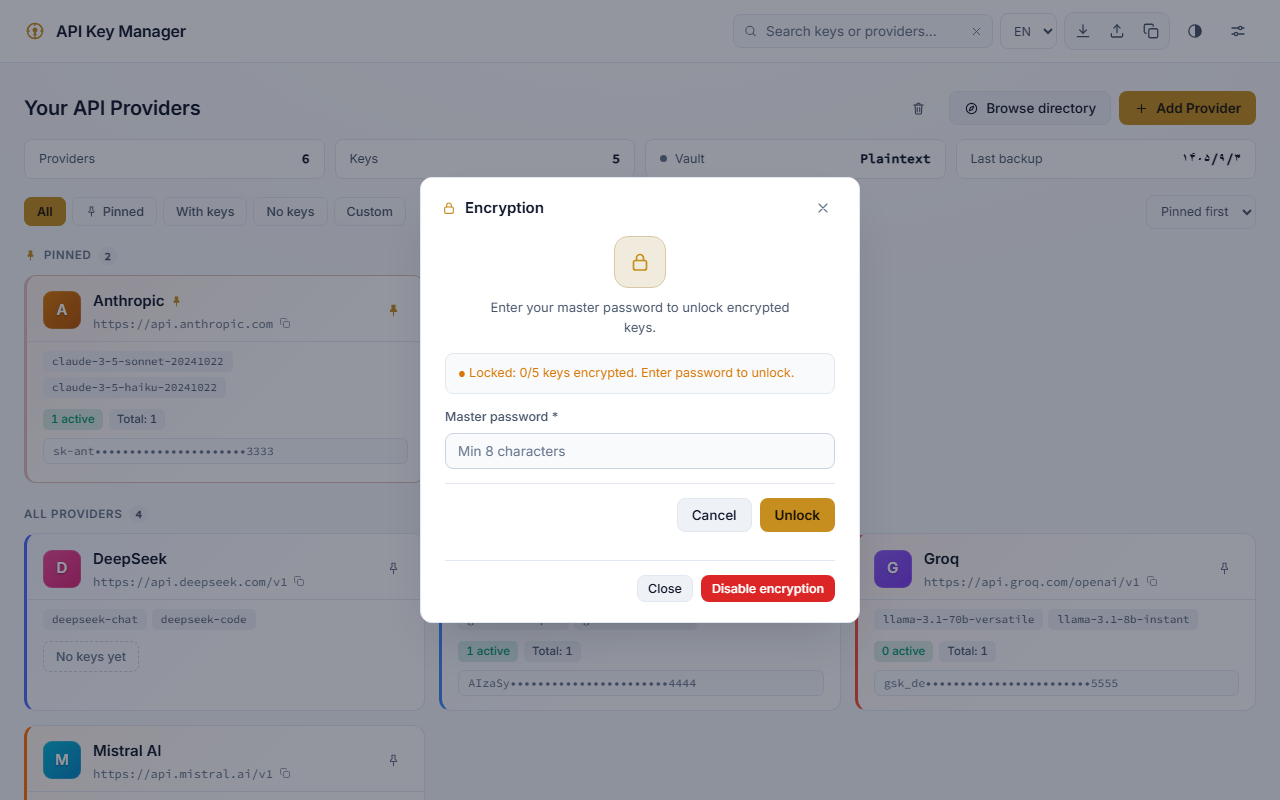 API Key Manager
Search keys or providers...
EN
Your API Providers
Browse directory
Add Provider
Providers
6
Keys
5
Vault
Plaintext
Last backup
۱۴۰۵/۹/۳
All
Pinned
With keys
No keys
Custom
Pinned first
PINNED 2
A
Anthropic
https://api.anthropic.com
claude-3-5-sonnet-20241022
claude-3-5-haiku-20241022
1 active
Total: 1
sk-ant••••••••••••••••••••••3333
Encryption
Enter your master password to unlock encrypted
keys.
● Locked: 0/5 keys encrypted. Enter password to unlock.
Master password *
Min 8 characters
Cancel
Unlock
Close
Disable encryption
ALL PROVIDERS 4
D
DeepSeek
https://api.deepseek.com/v1
deepseek-chat
deepseek-code
No keys yet
1 active
Total: 1
AIzaSy•••••••••••••••••••••••4444
G
Groq
https://api.groq.com/openai/v1
llama-3.1-70b-versatile
llama-3.1-8b-instant
0 active
Total: 1
gsk_de••••••••••••••••••••••••5555
M
Mistral AI
https://api.mistral.ai/v1